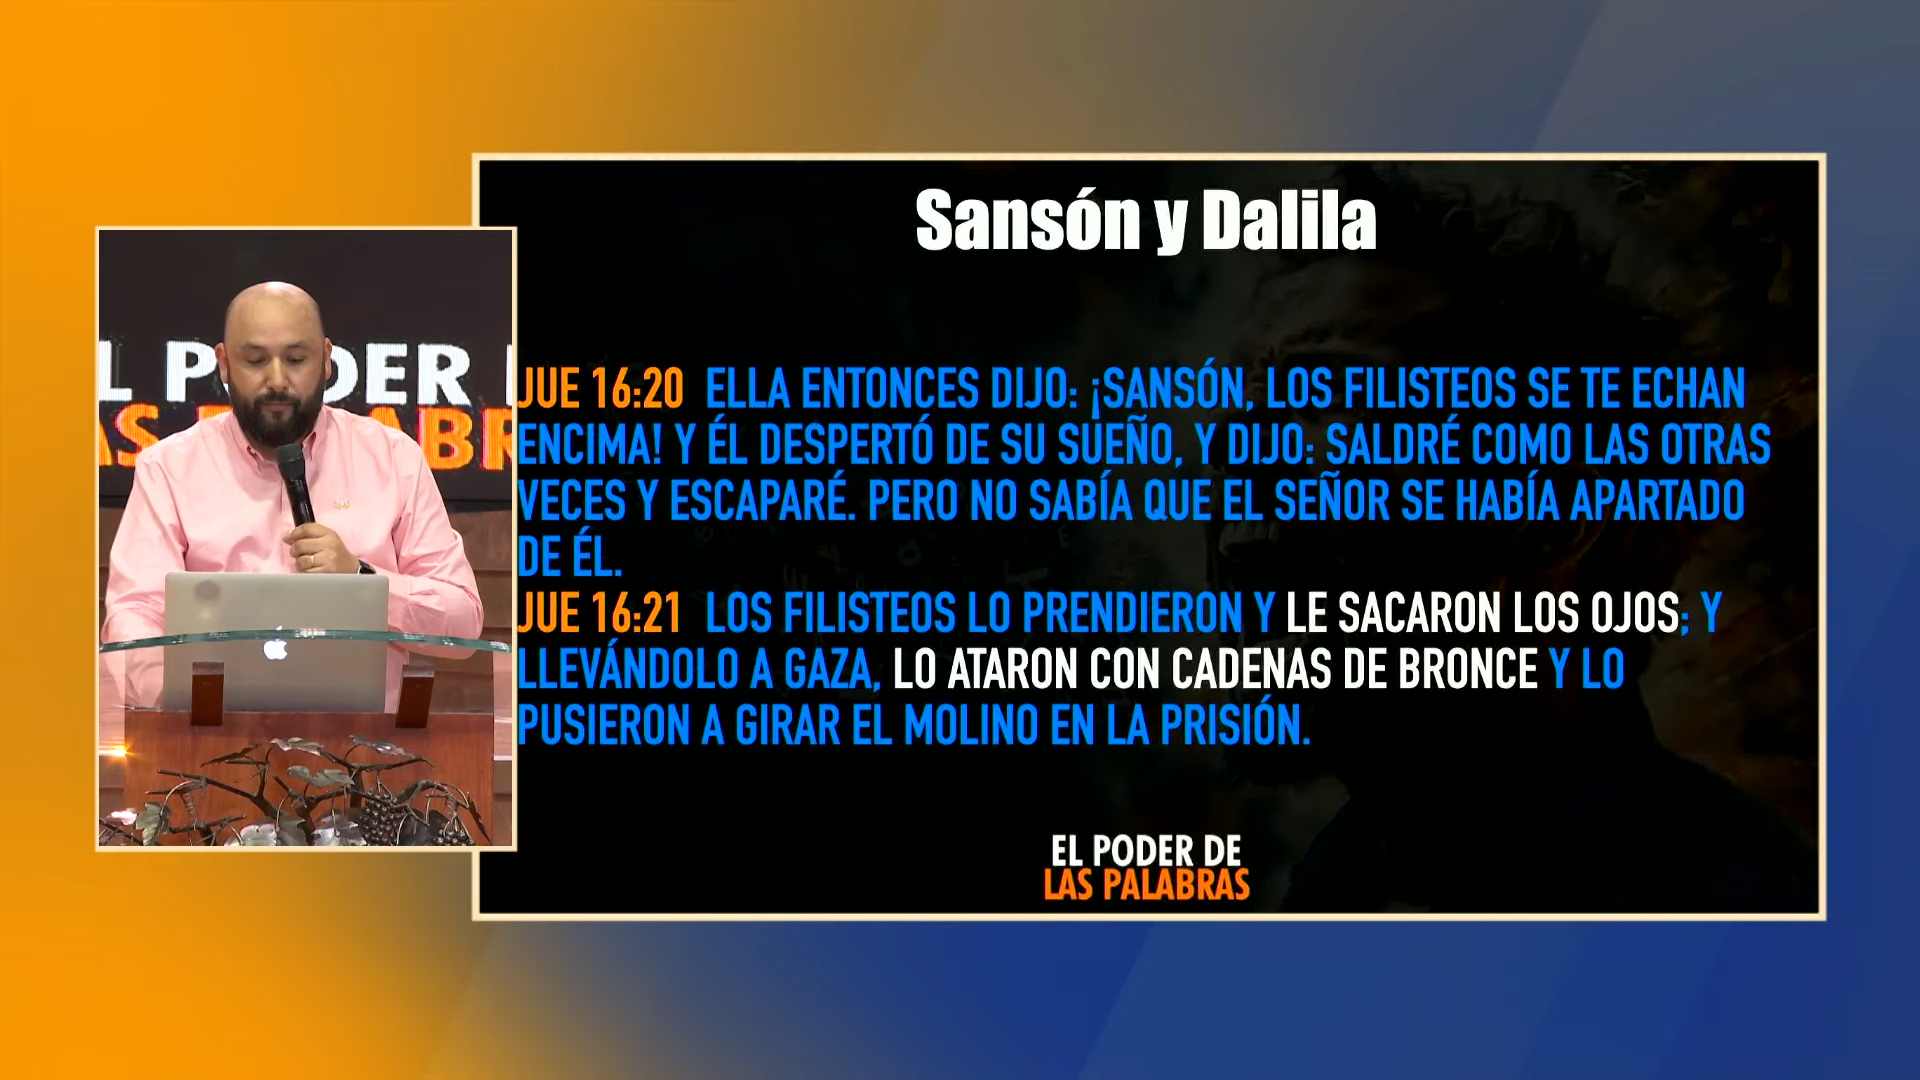 Sansón y Dalila
L PODER
LAS PALABR
JUE 16:20 ELLA ENTONCES DIJO: ¡SANSÓN, LOS FILISTEOS SE TE ECHAN
ENCIMA! Y ÉL DESPERTÓ DE SU SUEÑO, Y DIJO: SALDRÉ COMO LAS OTRAS
VECES Y ESCAPARÉ. PERO NO SABÍA QUE EL SEÑOR SE HABÍA APARTADO
DE ÉL.
JUE 16:21 LOS FILISTEOS LO PRENDIERON Y LE SACARON LOS OJOS; Y
LLEVÁNDOLO A GAZA, LO ATARON CON CADENAS DE BRONCE Y LO
PUSIERON A GIRAR EL MOLINO EN LA PRISIÓN.
EL PODER DE
LAS PALABRAS